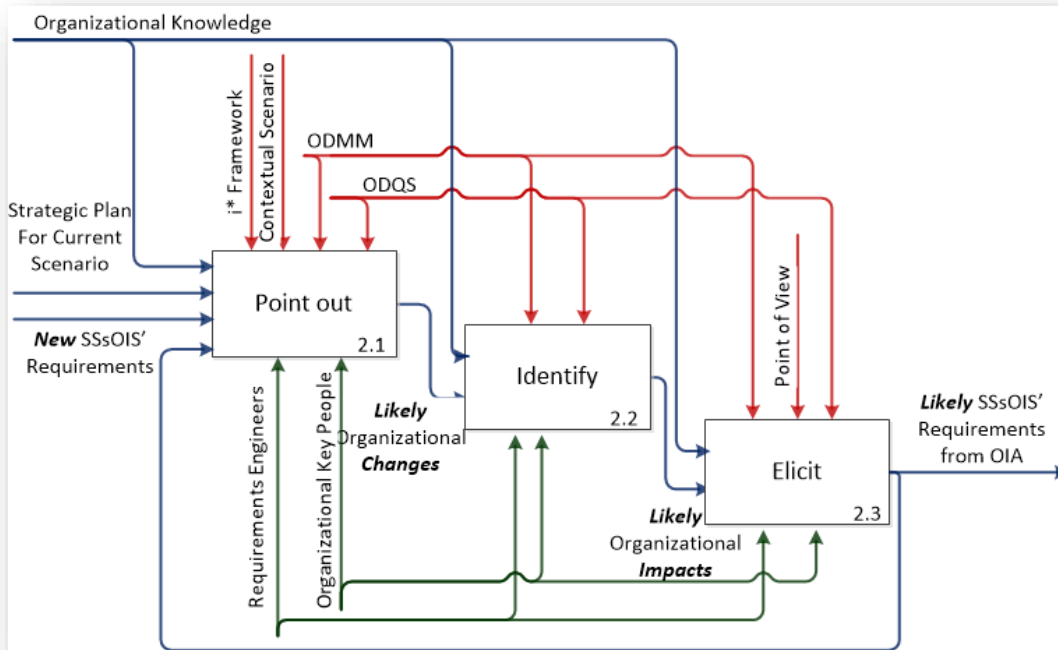 Organizational Knowledge
i* Framework
Contextual Scenario
ODMM
ODQS
Strategic Plan
For Current
Scenario
New SSsOIS’
Requirements
Point out
2.1
Requirements Engineers
Organizational Key People
Likely
Organizational
Changes
Identify
2.2
Point of View
Elicit
2.3
Likely
Organizational
Impacts
Likely SSsOIS’
Requirements
from OIA